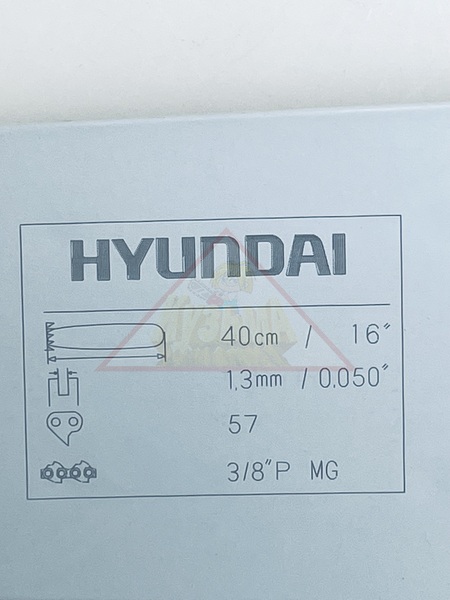 HYUNDAI
40cm / 16"
1,3mm / 0,050"
57
3/8"P MG